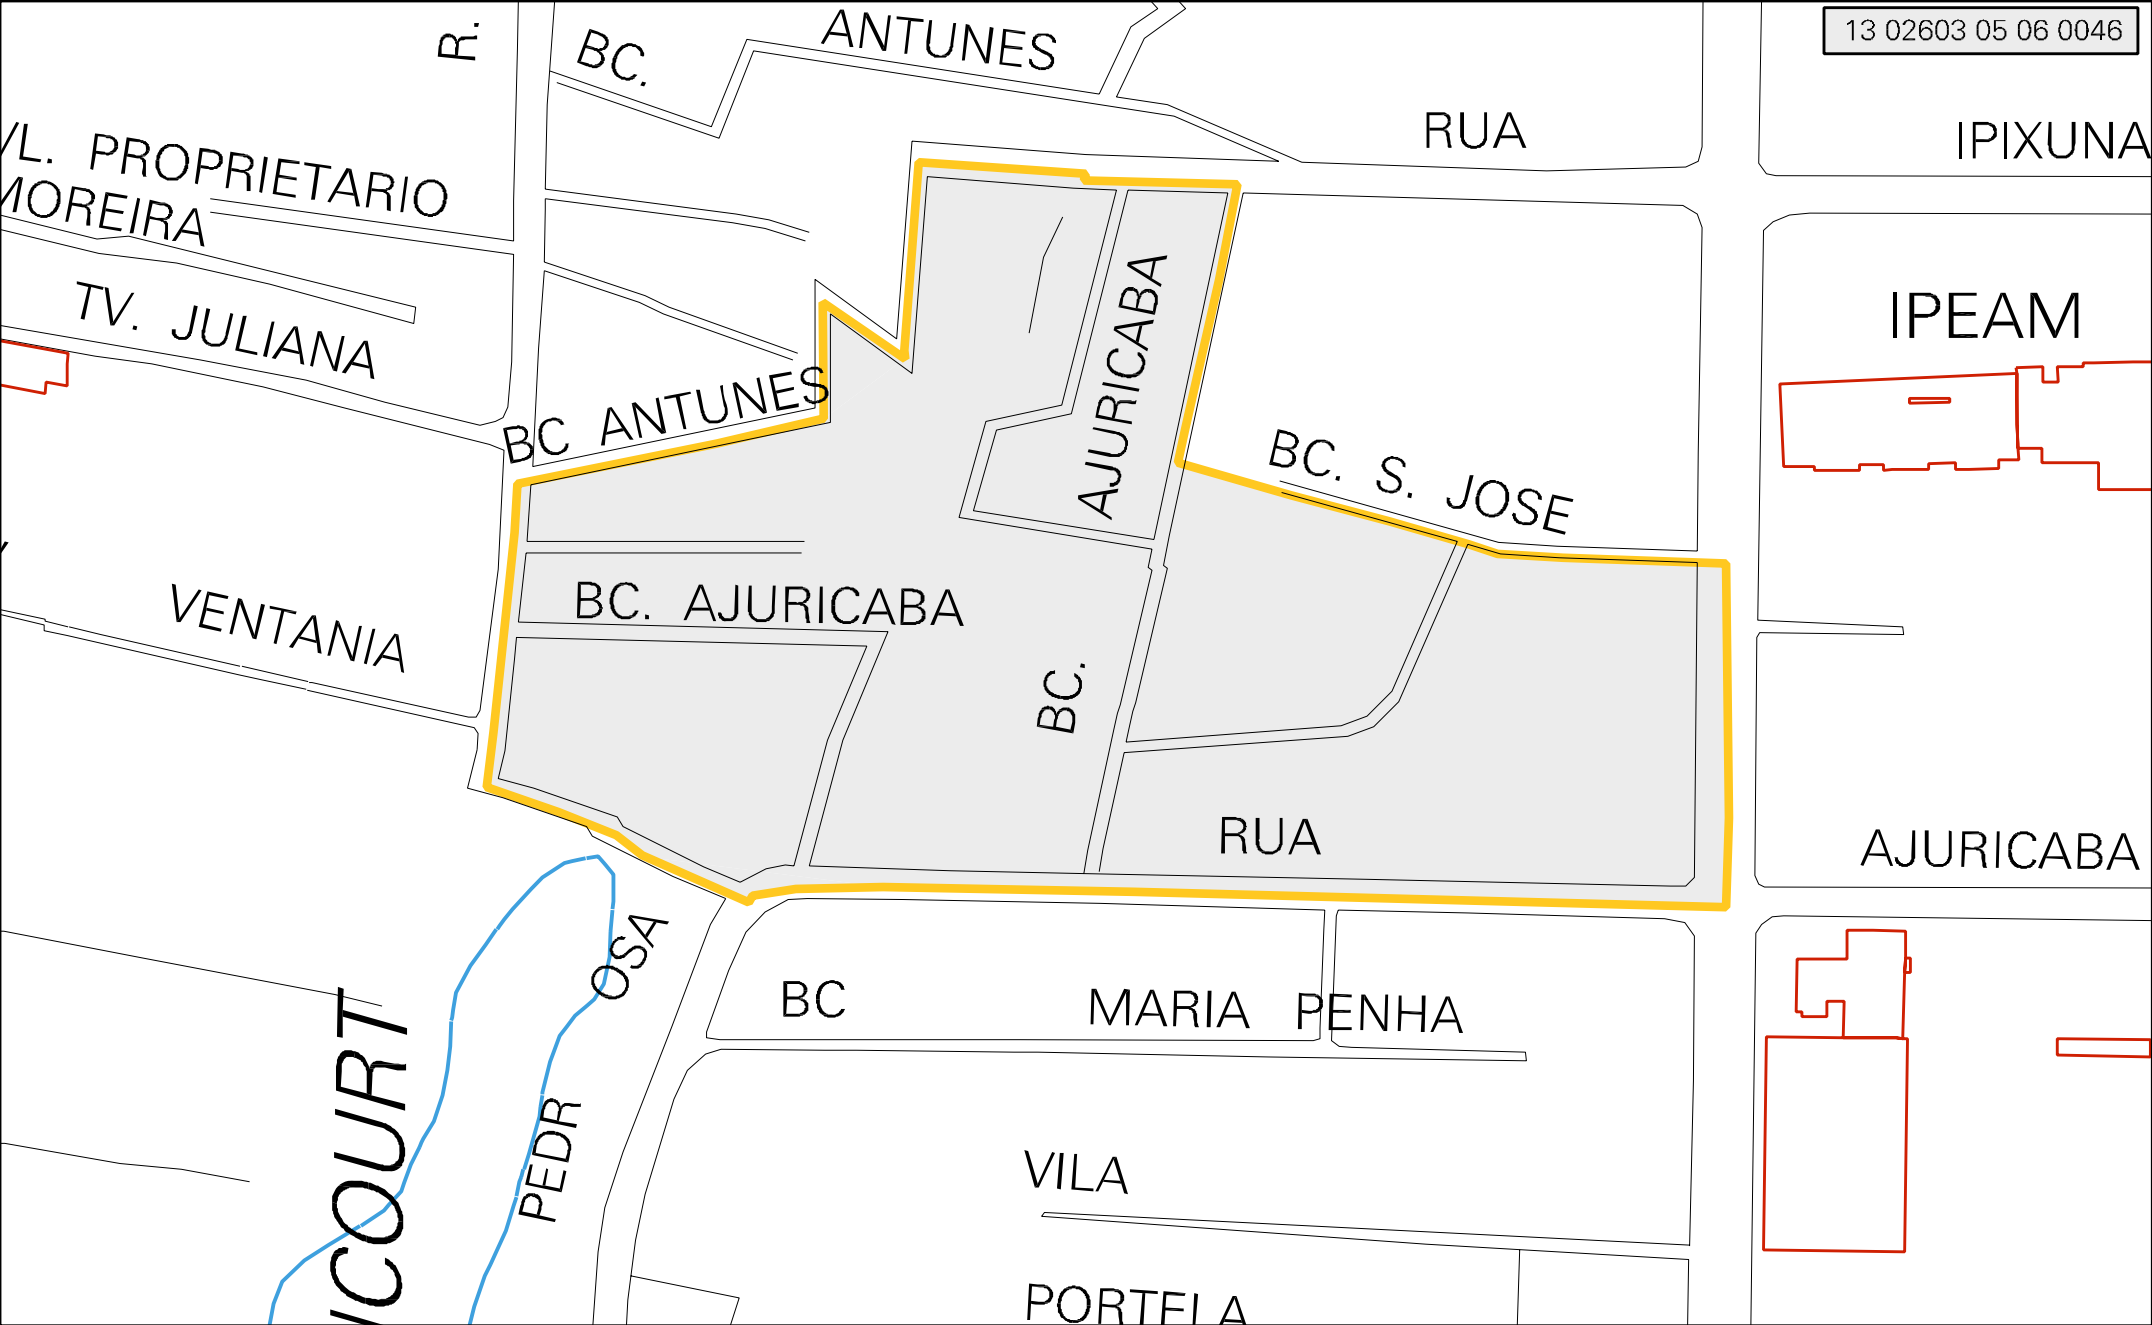 13 02603 05 06 0046
R.
BC.
ANTUNES
RUA
IPIXUNA
VL. PROPRIETARIO
MOREIRA
TV. JULIANA
IPEAM
BC ANTUNES
AJURICABA
BC. S. JOSE
VENTANIA
BC. AJURICABA
BC.
RUA
AJURICABA
PEDR OSA
BC MARIA PENHA
ICOURT
VILA
PORTELA